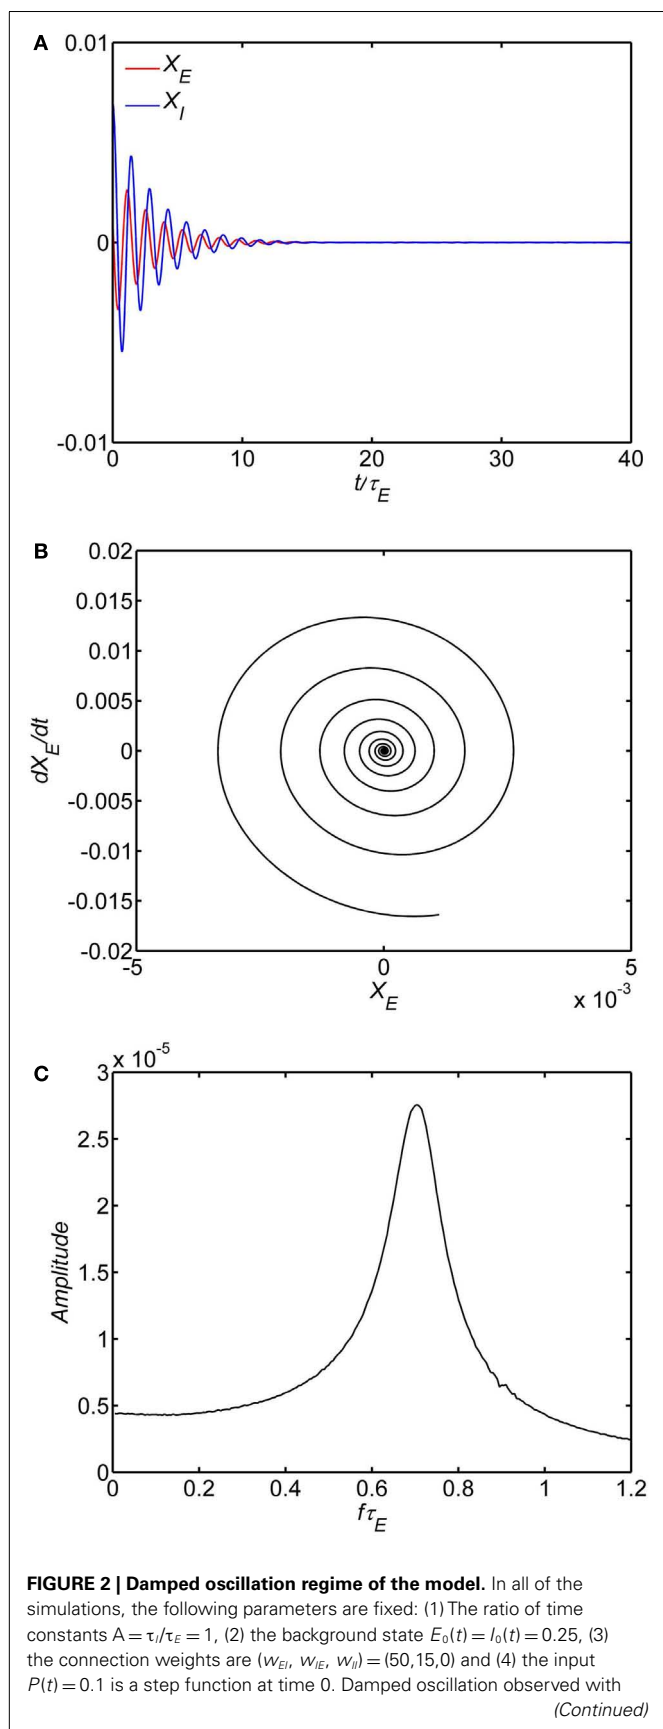 A
0.01
X_E
X_I
0
-0.01
0 10 20 30 40
t/τ_E
B
0.02
0.015
0.01
0.005
0
-0.005
-0.01
-0.015
-0.02
dX_E/dt
-5 0 5
X_E
x 10^-3
C
x 10^-5
3
2.5
2
1.5
1
0.5
0
Amplitude
0 0.2 0.4 0.6 0.8 1 1.2
fτ_E
FIGURE 2 | Damped oscillation regime of the model. In all of the
simulations, the following parameters are fixed: (1) The ratio of time
constants A = τ_I/τ_E = 1, (2) the background state E_0(t) = I_0(t) = 0.25, (3)
the connection weights are (w_EI, w_IE, w_II) = (50,15,0) and (4) the input
P(t) = 0.1 is a step function at time 0. Damped oscillation observed with
(Continued)